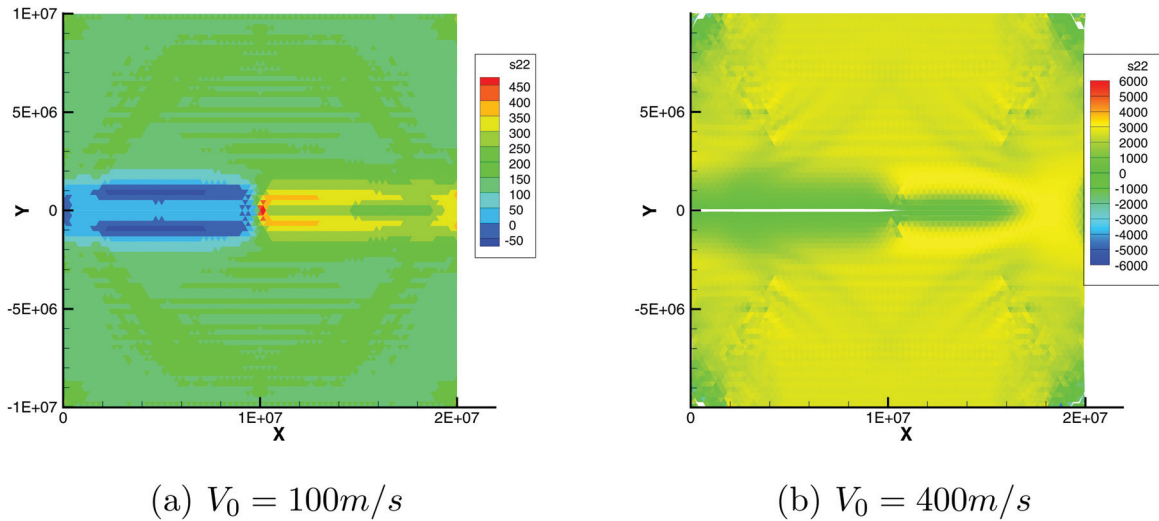 1E+07
5E+06
0
-5E+06
-1E+07
Y
0
1E+07
2E+07
X
s22
450
400
350
300
250
200
150
100
50
0
-50
5E+06
0
-5E+06
Y
0
1E+07
2E+07
X
s22
6000
5000
4000
3000
2000
1000
0
-1000
-2000
-3000
-4000
-5000
-6000
(a) V₀ = 100m/s
(b) V₀ = 400m/s